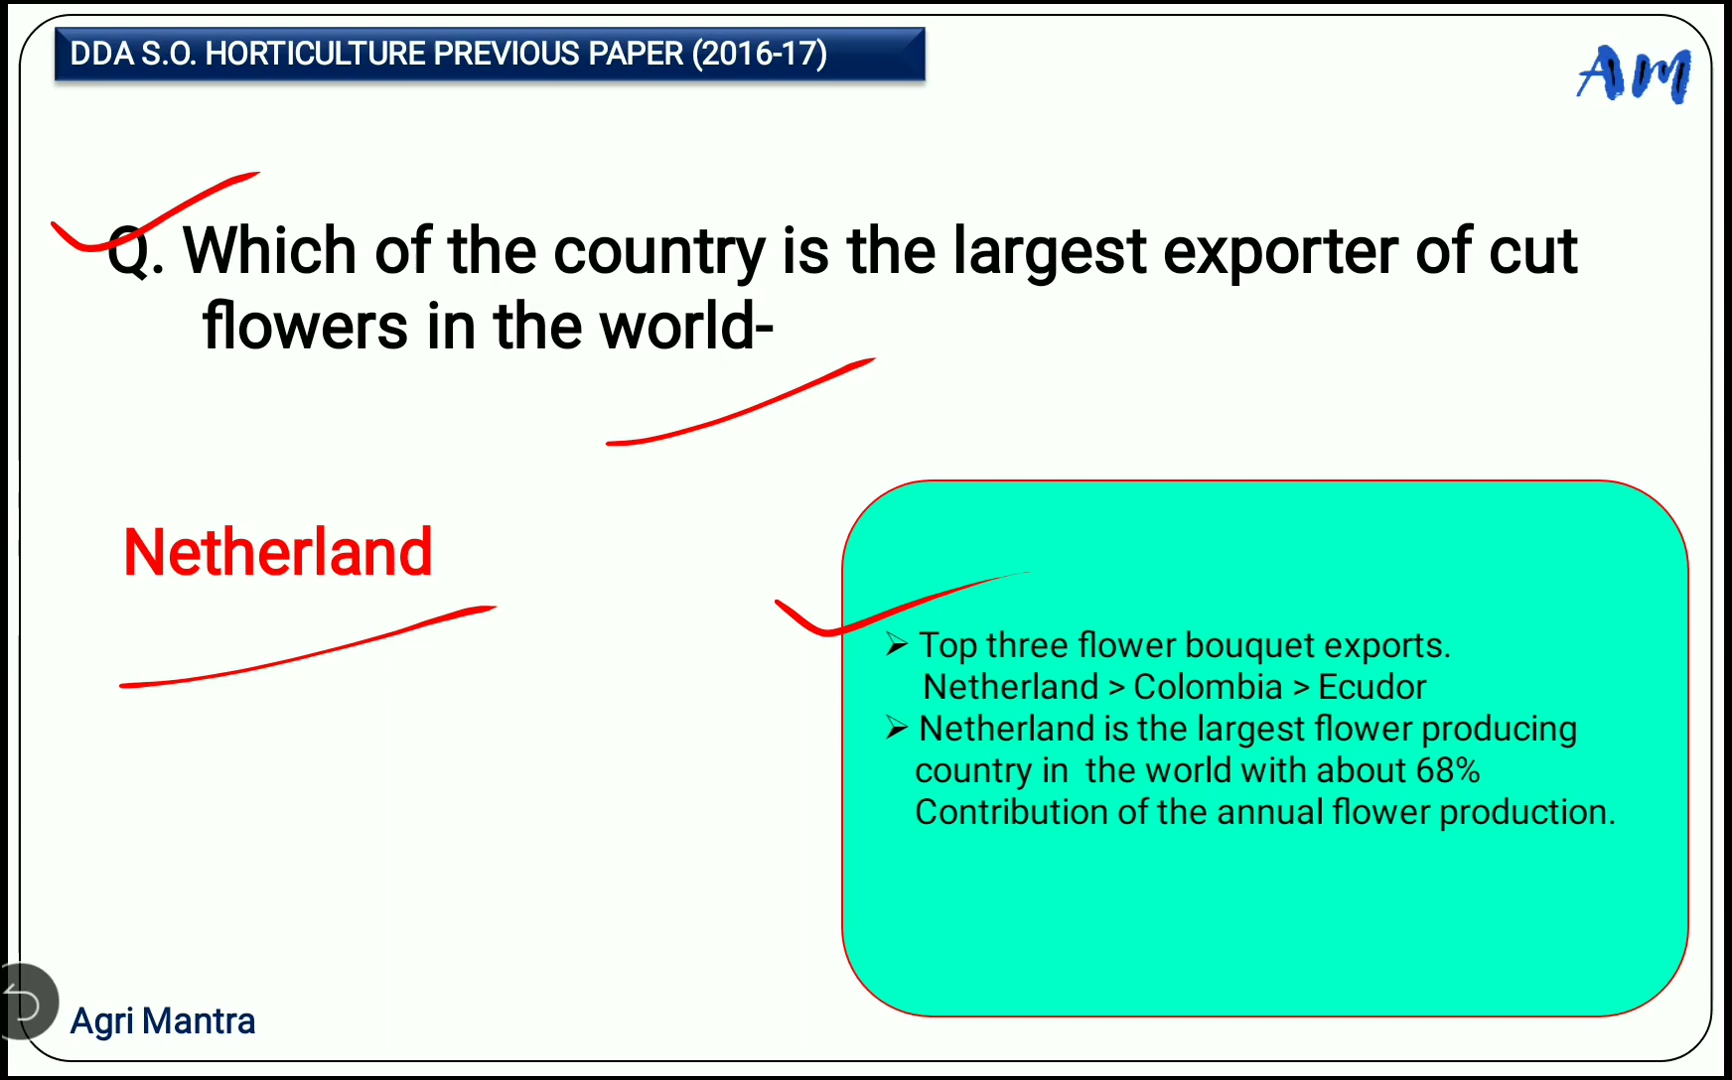 DDA S.O. HORTICULTURE PREVIOUS PAPER (2016-17)
AM
Q. Which of the country is the largest exporter of cut
flowers in the world-
Netherland
➢ Top three flower bouquet exports.
Netherland > Colombia > Ecudor
➢ Netherland is the largest flower producing
country in the world with about 68%
Contribution of the annual flower production.
Agri Mantra